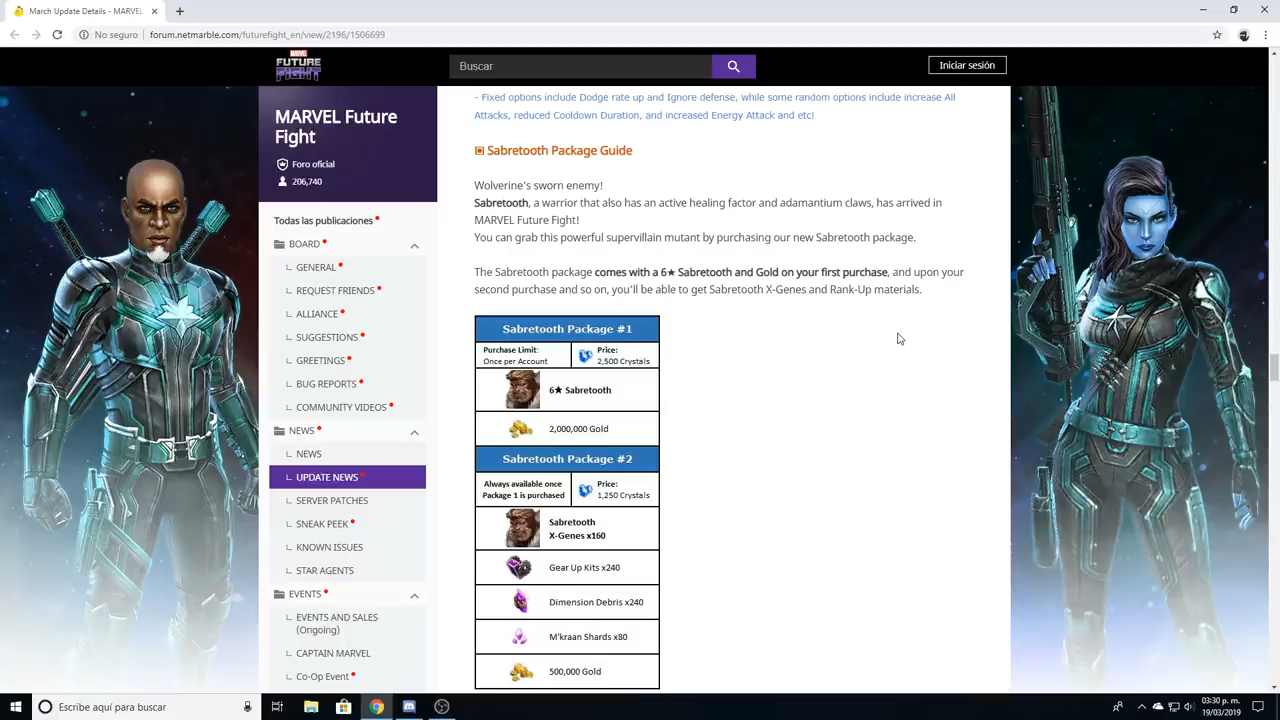 March Update Details - MARVEL
No seguro
forum.netmarble.com/futurefight_en/view/2196/1506699
MARVEL
FUTURE
FIGHT
Buscar
Iniciar sesión
MARVEL Future
Fight
Foro oficial
206,740
Todas las publicaciones
BOARD
GENERAL
REQUEST FRIENDS
ALLIANCE
SUGGESTIONS
GREETINGS
BUG REPORTS
COMMUNITY VIDEOS
NEWS
NEWS
UPDATE NEWS
SERVER PATCHES
SNEAK PEEK
KNOWN ISSUES
STAR AGENTS
EVENTS
EVENTS AND SALES
(Ongoing)
CAPTAIN MARVEL
Co-Op Event
- Fixed options include Dodge rate up and Ignore defense, while some random options include increase All
Attacks, reduced Cooldown Duration, and increased Energy Attack and etc!
▣ Sabretooth Package Guide
Wolverine's sworn enemy!
Sabretooth, a warrior that also has an active healing factor and adamantium claws, has arrived in
MARVEL Future Fight!
You can grab this powerful supervillain mutant by purchasing our new Sabretooth package.
The Sabretooth package comes with a 6★ Sabretooth and Gold on your first purchase, and upon your
second purchase and so on, you'll be able to get Sabretooth X-Genes and Rank-Up materials.
Sabretooth Package #1
Purchase Limit:
Once per Account
Price:
2,500 Crystals
6★ Sabretooth
2,000,000 Gold
Sabretooth Package #2
Always available once
Package 1 is purchased
Price:
1,250 Crystals
Sabretooth
X-Genes x160
Gear Up Kits x240
Dimension Debris x240
M'kraan Shards x80
500,000 Gold
Escribe aquí para buscar
03:30 p. m.
19/03/2019